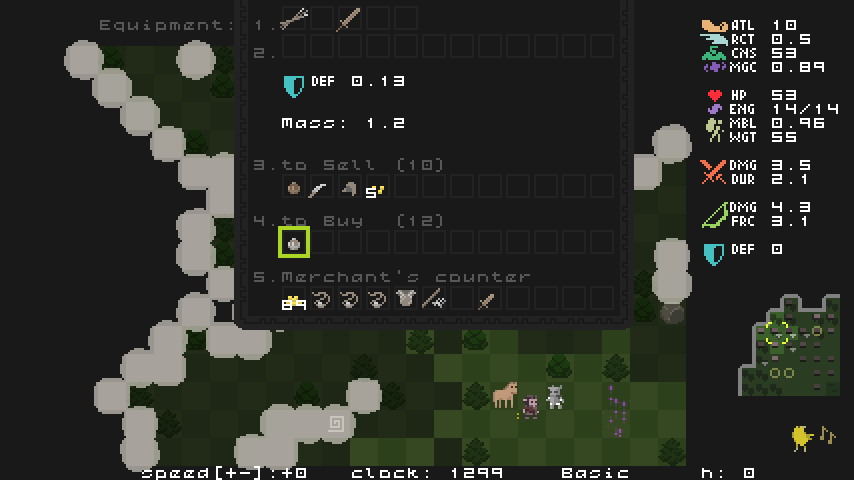 Equipment:
1.
2.
DEF 0.13
Mass: 1.2
3.to Sell (10)
5
4.to Buy (12)
5.Merchant's counter
89
ATL 10
RCT 0.5
CNS 53
MGC 0.89
HP 53
ENG 14/14
MBL 0.96
WGT 55
DMG 3.5
DUR 2.1
DMG 4.3
FRC 3.1
DEF 0
speed[+-]:+0 clock: 1299 Basic h: 0